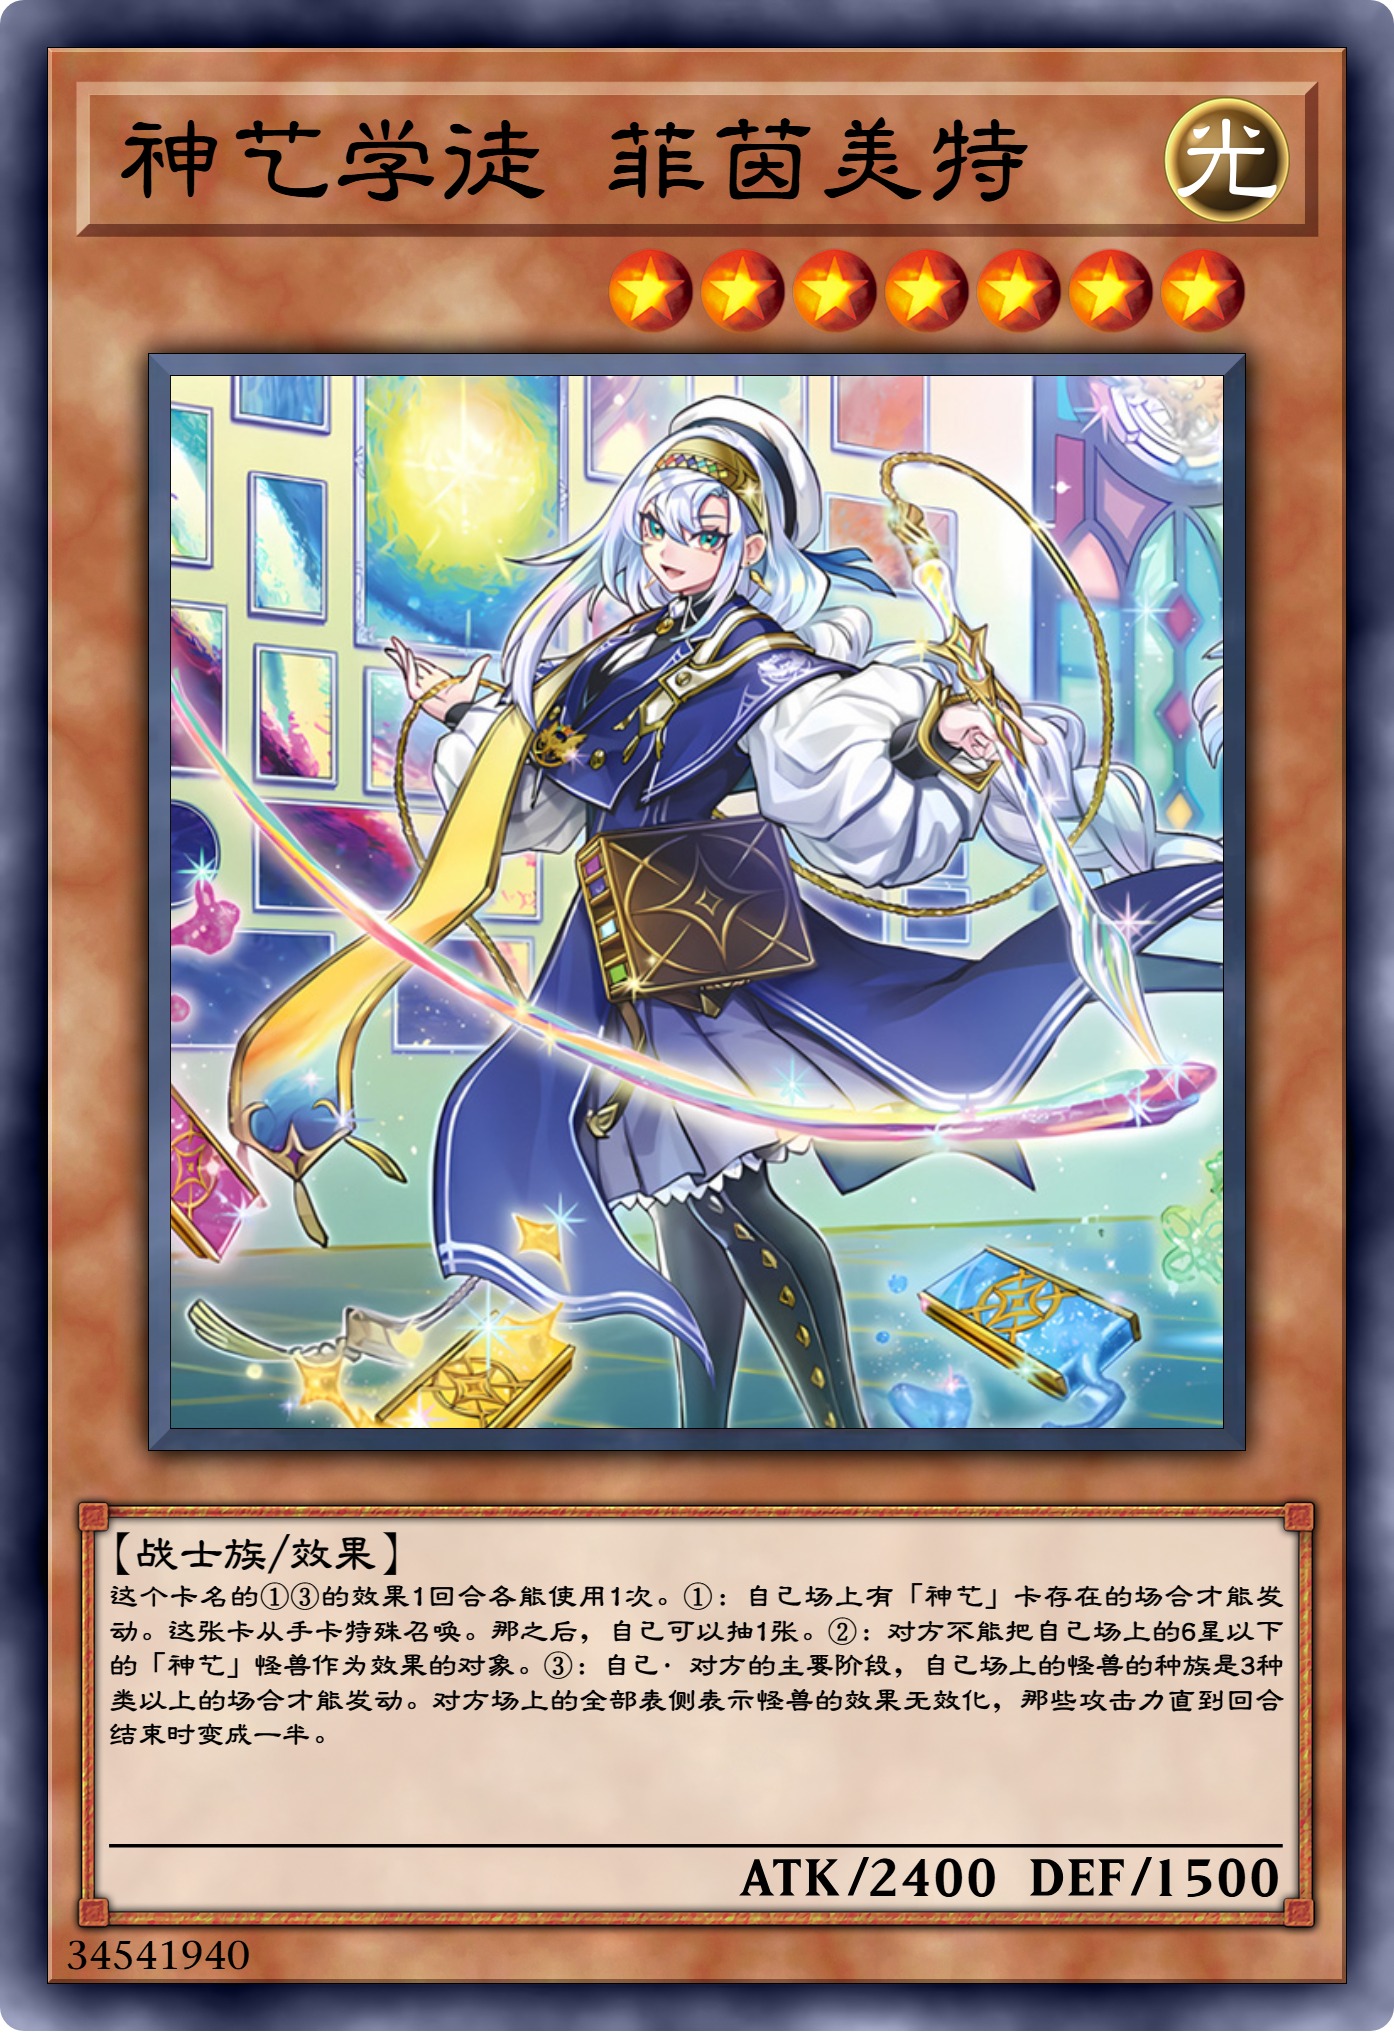 神艺学徒 菲茵美特
光
【战士族/效果】
这个卡名的①③的效果1回合各能使用1次。①：自己场上有「神艺」卡存在的场合才能发
动。这张卡从手卡特殊召唤。那之后，自己可以抽1张。②：对方不能把自己场上的6星以下
的「神艺」怪兽作为效果的对象。③：自己·对方的主要阶段，自己场上的怪兽的种族是3种
类以上的场合才能发动。对方场上的全部表侧表示怪兽的效果无效化，那些攻击力直到回合
结束时变成一半。
ATK/2400 DEF/1500
34541940